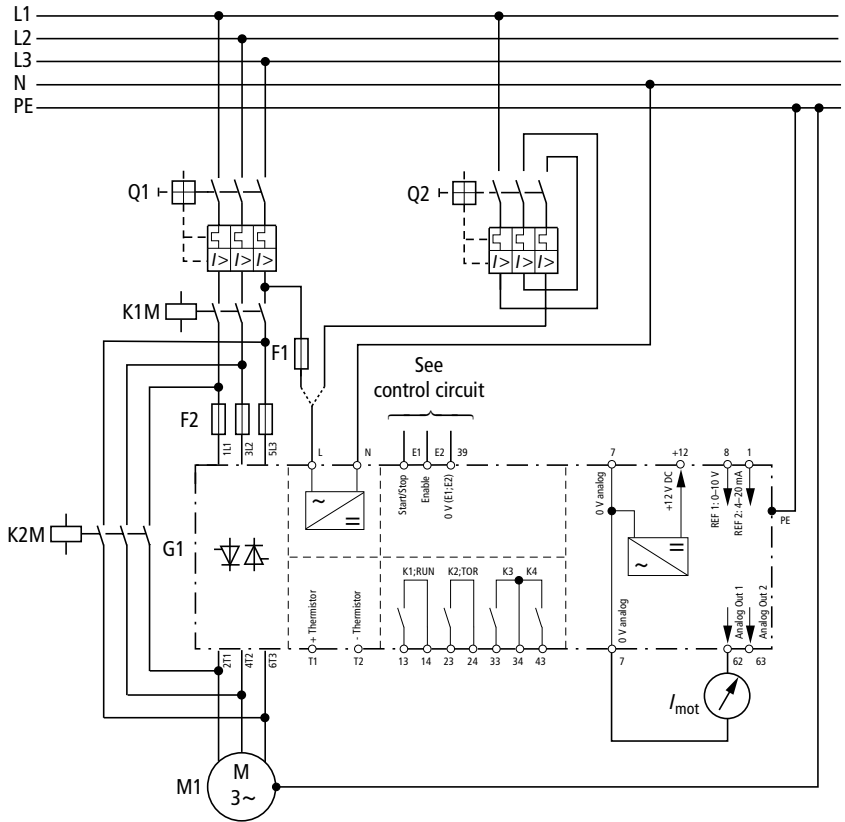 L1
L2
L3
N
PE
Q1
Q2
I> I> I>
I> I> I>
K1M
F1
See
control circuit
F2
1L1
3L2
5L3
L
N
E1
E2
39
7
+12
8
1
Start/Stop
Enable
0 V (E1;E2)
0 V analog
+12 V DC
REF 1: 0–10 V
REF 2: 4–20 mA
PE
~
=
~
=
K2M
G1
K1;RUN
K2;TOR
K3
K4
+ Thermistor
- Thermistor
0 V analog
Analog Out 1
Analog Out 2
2T1
4T2
6T3
T1
T2
13
14
23
24
33
34
43
7
62
63
Imot
M1
M
3~